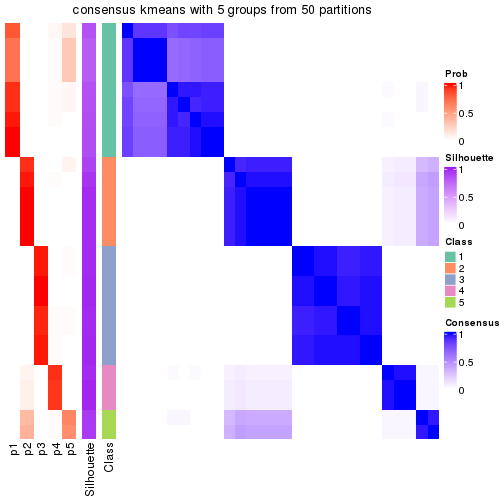 consensus kmeans with 5 groups from 50 partitions
Prob
1
0.5
0
Silhouette
1
0.5
0
Class
1
2
3
4
5
Consensus
1
0.5
0
p1
p2
p3
p4
p5
Silhouette
Class